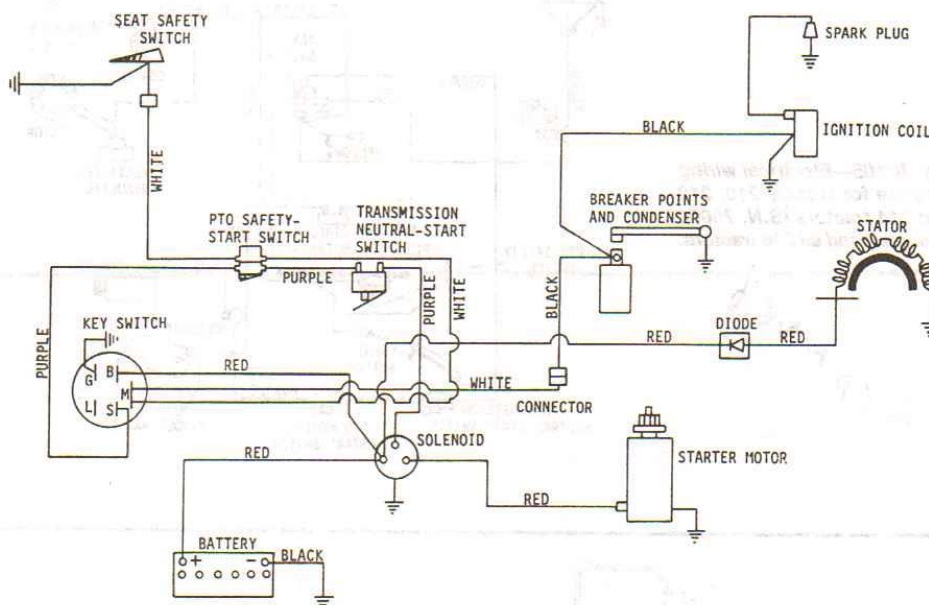 SEAT SAFETY
SWITCH
SPARK PLUG
IGNITION COIL
BLACK
WHITE
BREAKER POINTS
AND CONDENSER
STATOR
PTO SAFETY-
START SWITCH
TRANSMISSION
NEUTRAL-START
SWITCH
PURPLE
PURPLE
WHITE
BLACK
PURPLE
KEY SWITCH
G
B
M
L
S
RED
RED
DIODE
RED
WHITE
CONNECTOR
SOLENOID
RED
RED
STARTER MOTOR
BATTERY
+
-
BLACK